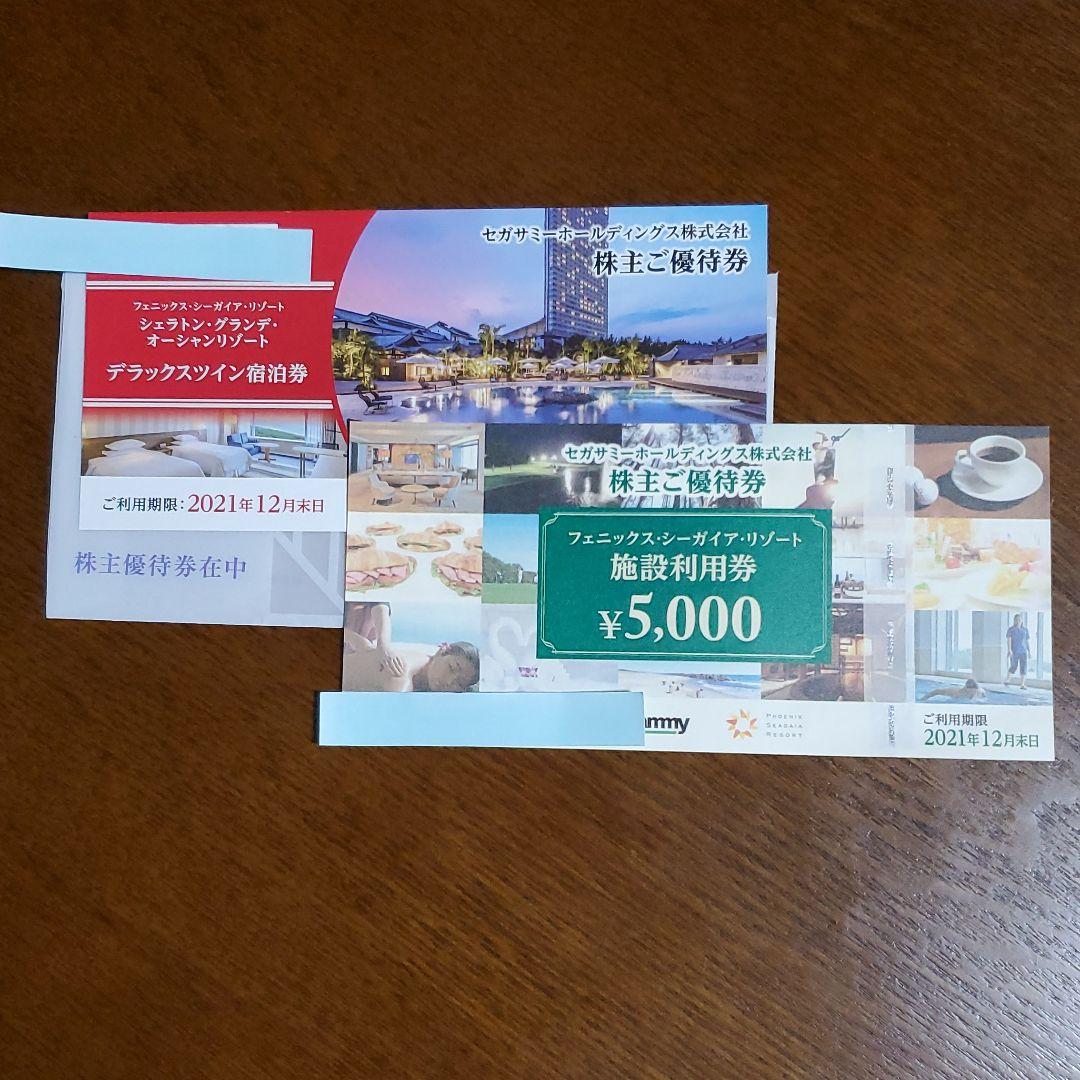 セガサミーホールディングス株式会社
株主ご優待券
フェニックス・シーガイア・リゾート
シェラトン・グランデ・
オーシャンリゾート
デラックスツイン宿泊券
ご利用期限：2021年12月末日
株主優待券在中
セガサミーホールディングス株式会社
株主ご優待券
フェニックス・シーガイア・リゾート
施設利用券
¥5,000
ammy
PHOENIX
SEAGAIA
RESORT
ご利用期限
2021年12月末日